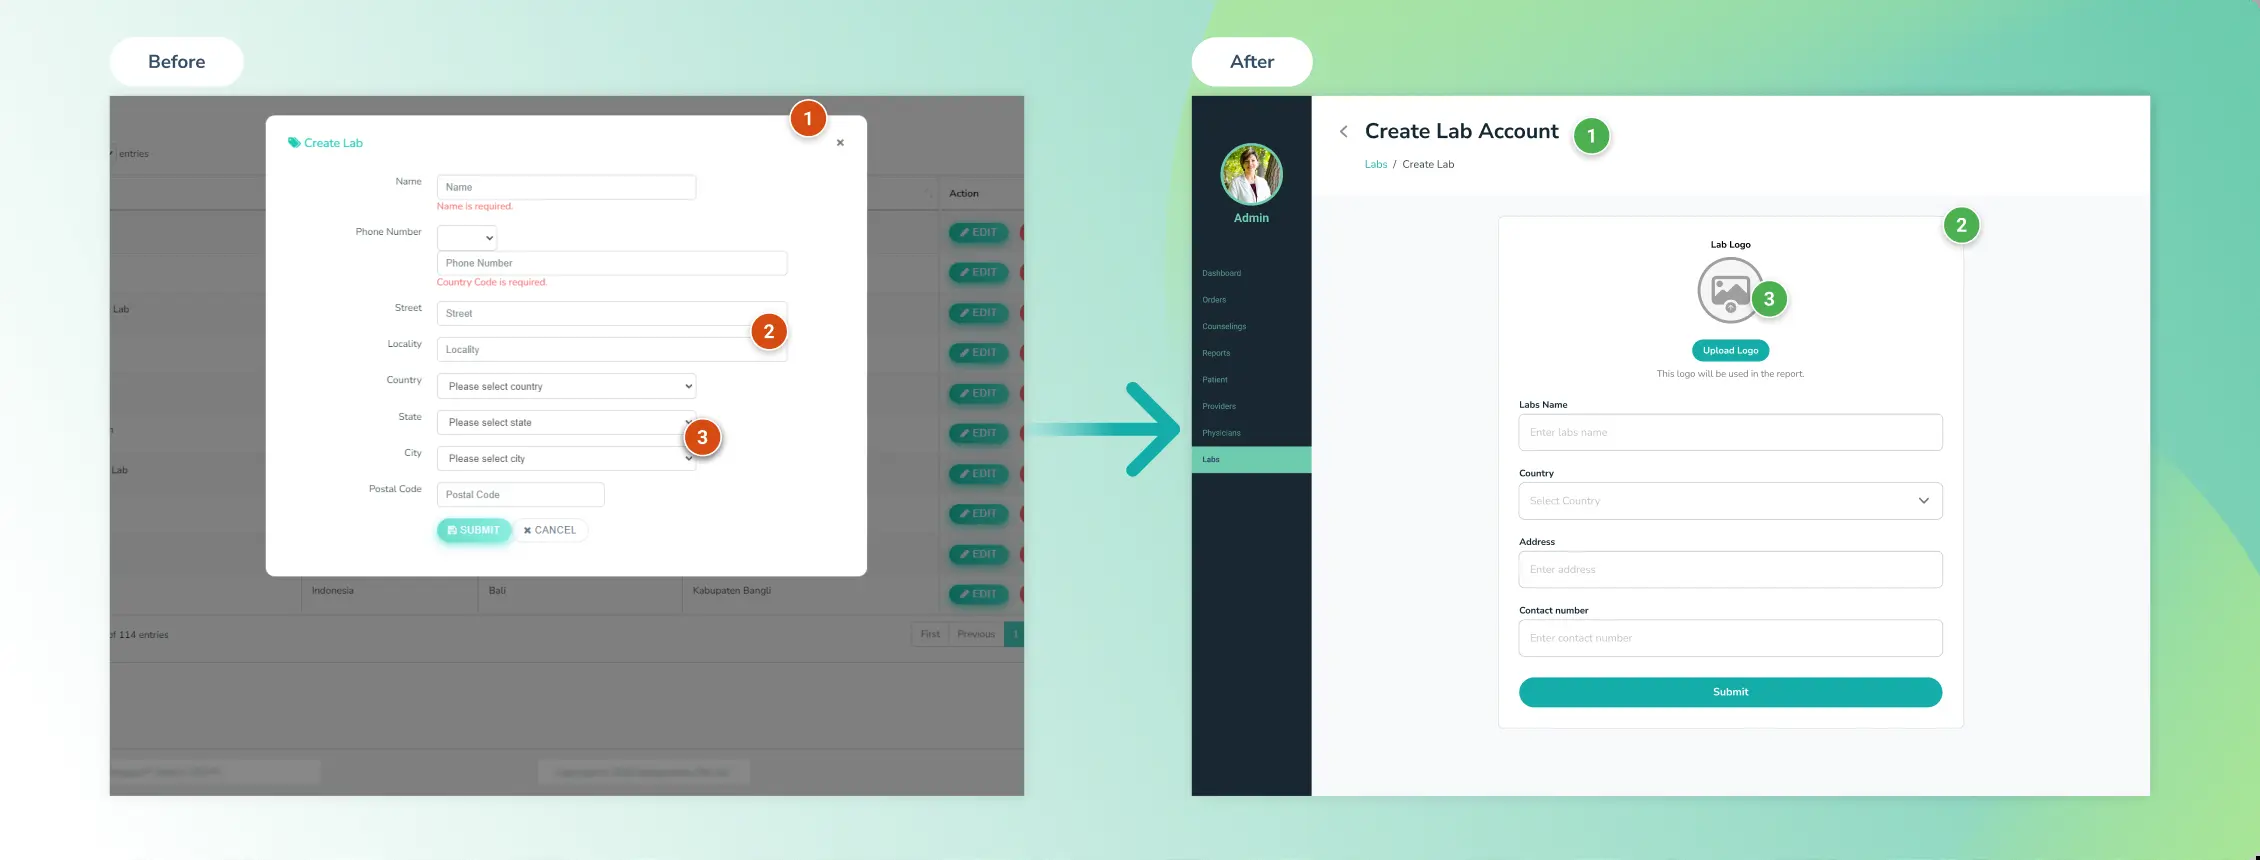 Before
1
Create Lab
×
entries
Name
Name
Name is required.
Phone Number
Phone Number
Country Code is required.
Street
Street
2
Locality
Locality
Country
Please select country
State
Please select state
3
City
Please select city
Postal Code
Postal Code
SUBMIT
× CANCEL
Action
EDIT
EDIT
Lab
EDIT
EDIT
EDIT
EDIT
Lab
EDIT
EDIT
EDIT
Indonesia
Bali
Kabupaten Bangli
EDIT
of 114 entries
First
Previous
1
After
Admin
Dashboard
Orders
Counselings
Reports
Patient
Providers
Physicians
Labs
Create Lab Account
1
Labs / Create Lab
2
Lab Logo
3
Upload Logo
This logo will be used in the report.
Labs Name
Enter labs name
Country
Select Country
Address
Enter address
Contact number
Enter contact number
Submit